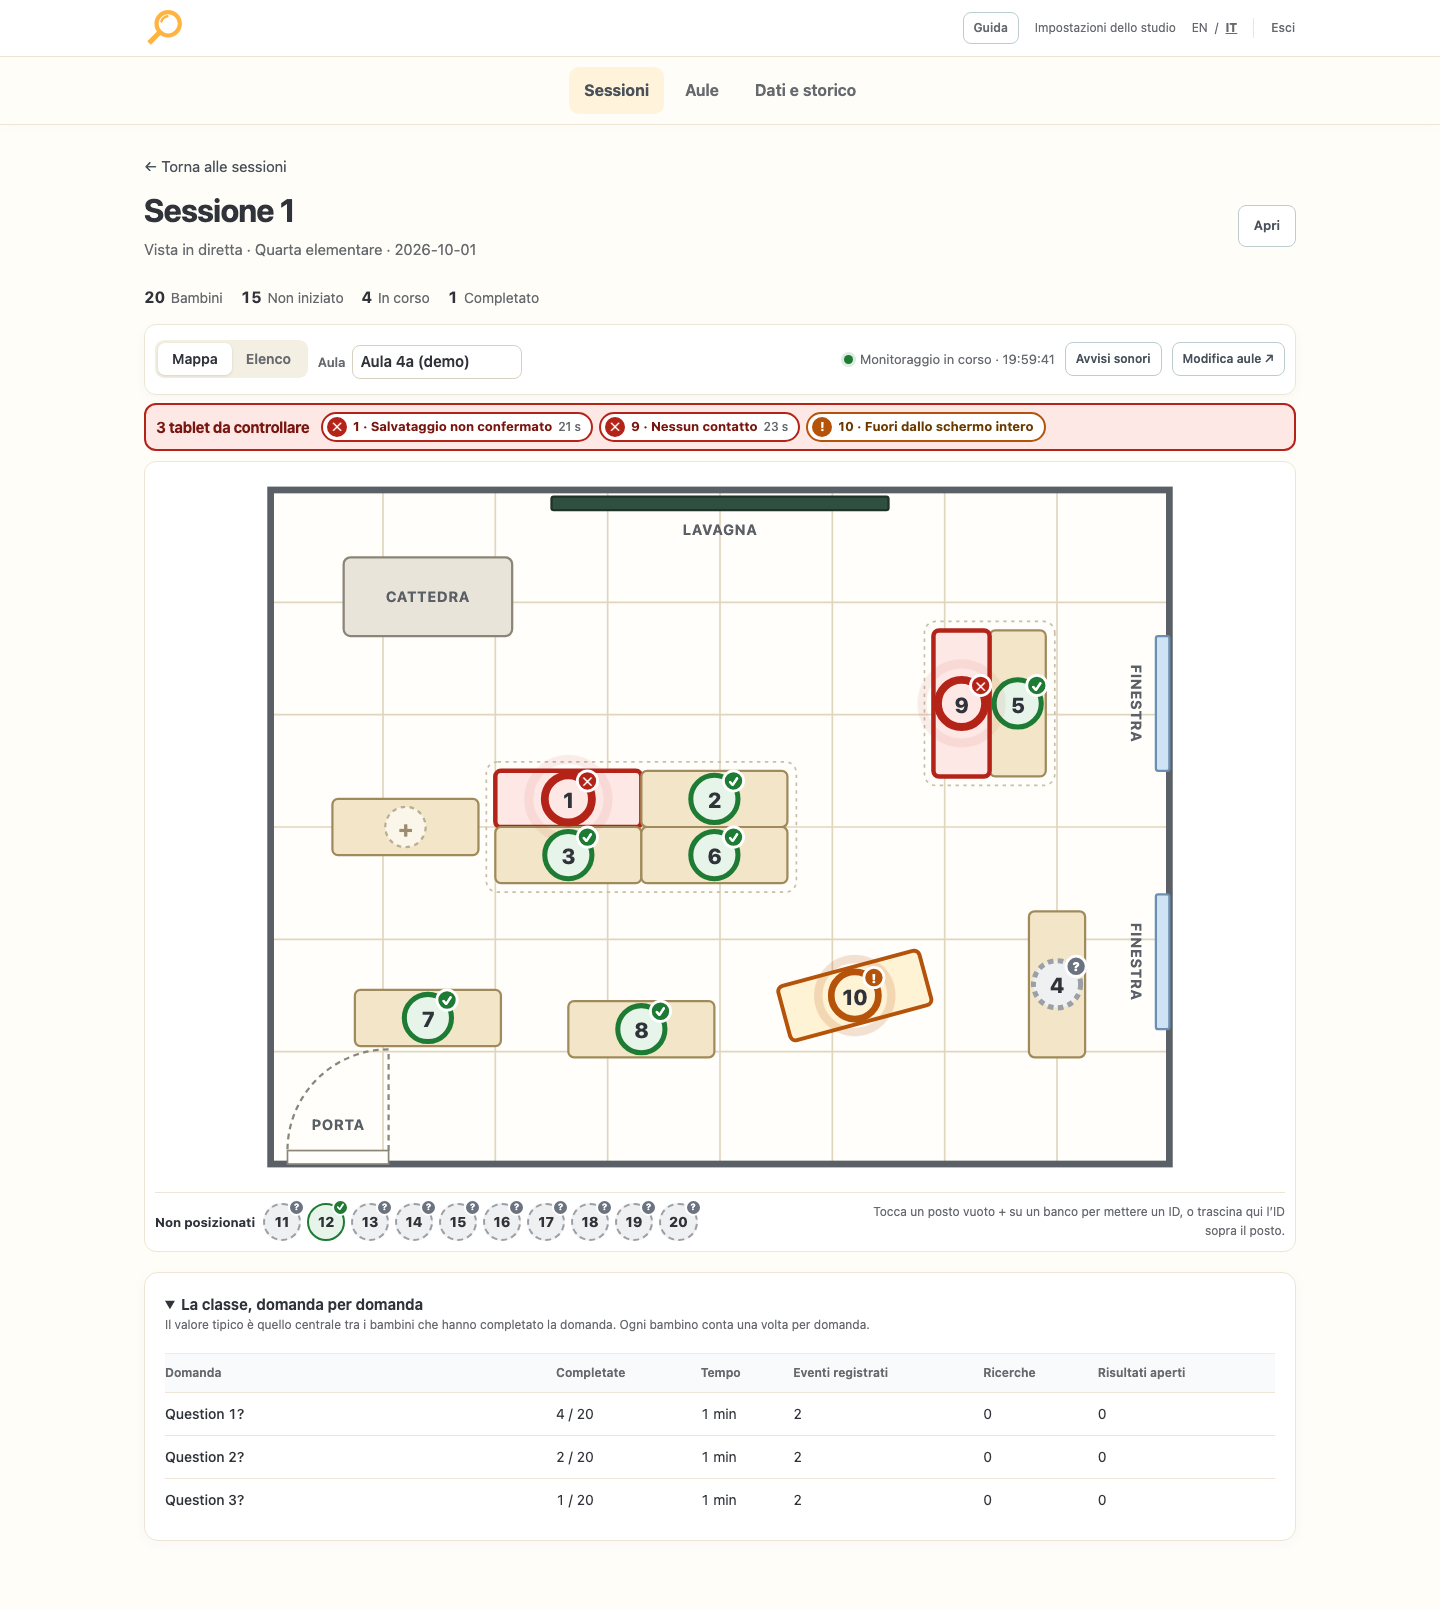 Guida
Impostazioni dello studio
EN / IT
Esci
Sessioni
Aule
Dati e storico
← Torna alle sessioni
Sessione 1
Apri
Vista in diretta · Quarta elementare · 2026-10-01
20 Bambini 15 Non iniziato 4 In corso 1 Completato
Mappa
Elenco
Aula
Aula 4a (demo)
Monitoraggio in corso · 19:59:41
Avvisi sonori
Modifica aule ↗
3 tablet da controllare
1 · Salvataggio non confermato 21 s
9 · Nessun contatto 23 s
! 10 · Fuori dallo schermo intero
LAVAGNA
CATTEDRA
FINESTRA
9
5
1
2
+
3
6
FINESTRA
4 ?
10 !
7
8
PORTA
Non posizionati
11 ?
12
13 ?
14 ?
15 ?
16 ?
17 ?
18 ?
19 ?
20 ?
Tocca un posto vuoto + su un banco per mettere un ID, o trascina qui l'ID
sopra il posto.
▼ La classe, domanda per domanda
Il valore tipico è quello centrale tra i bambini che hanno completato la domanda. Ogni bambino conta una volta per domanda.
Domanda Completate Tempo Eventi registrati Ricerche Risultati aperti
Question 1? 4 / 20 1 min 2 0 0
Question 2? 2 / 20 1 min 2 0 0
Question 3? 1 / 20 1 min 2 0 0